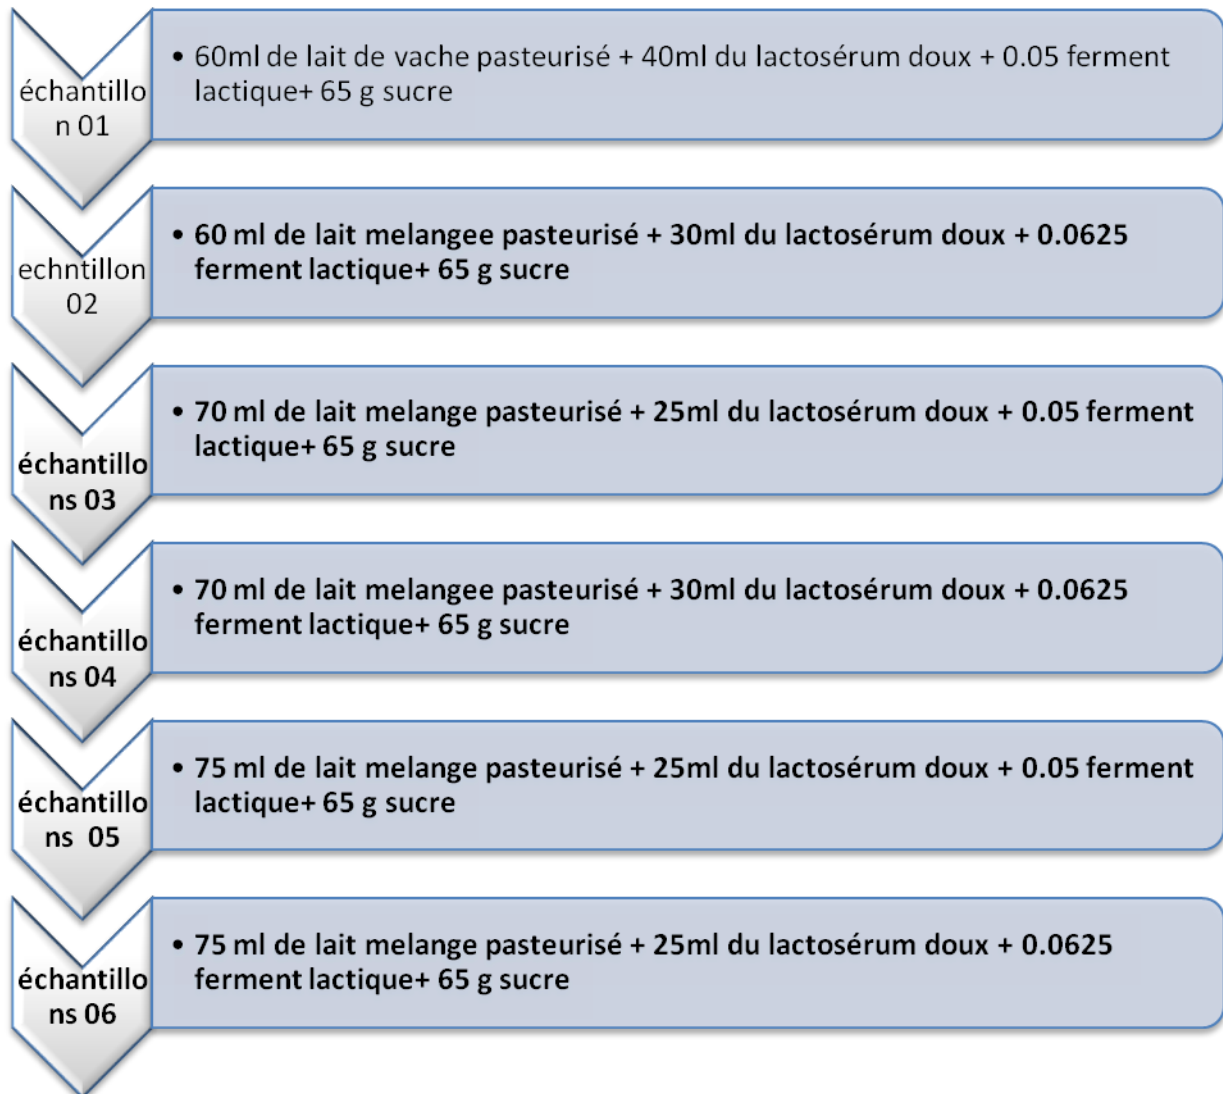 échantillo
n 01
• 60ml de lait de vache pasteurisé + 40ml du lactosérum doux + 0.05 ferment
lactique+ 65 g sucre
echntillon
02
• 60 ml de lait melangee pasteurisé + 30ml du lactosérum doux + 0.0625
ferment lactique+ 65 g sucre
échantillo
ns 03
• 70 ml de lait melange pasteurisé + 25ml du lactosérum doux + 0.05 ferment
lactique+ 65 g sucre
échantillo
ns 04
• 70 ml de lait melangee pasteurisé + 30ml du lactosérum doux + 0.0625
ferment lactique+ 65 g sucre
échantillo
ns 05
• 75 ml de lait melange pasteurisé + 25ml du lactosérum doux + 0.05 ferment
lactique+ 65 g sucre
échantillo
ns 06
• 75 ml de lait melange pasteurisé + 25ml du lactosérum doux + 0.0625
ferment lactique+ 65 g sucre